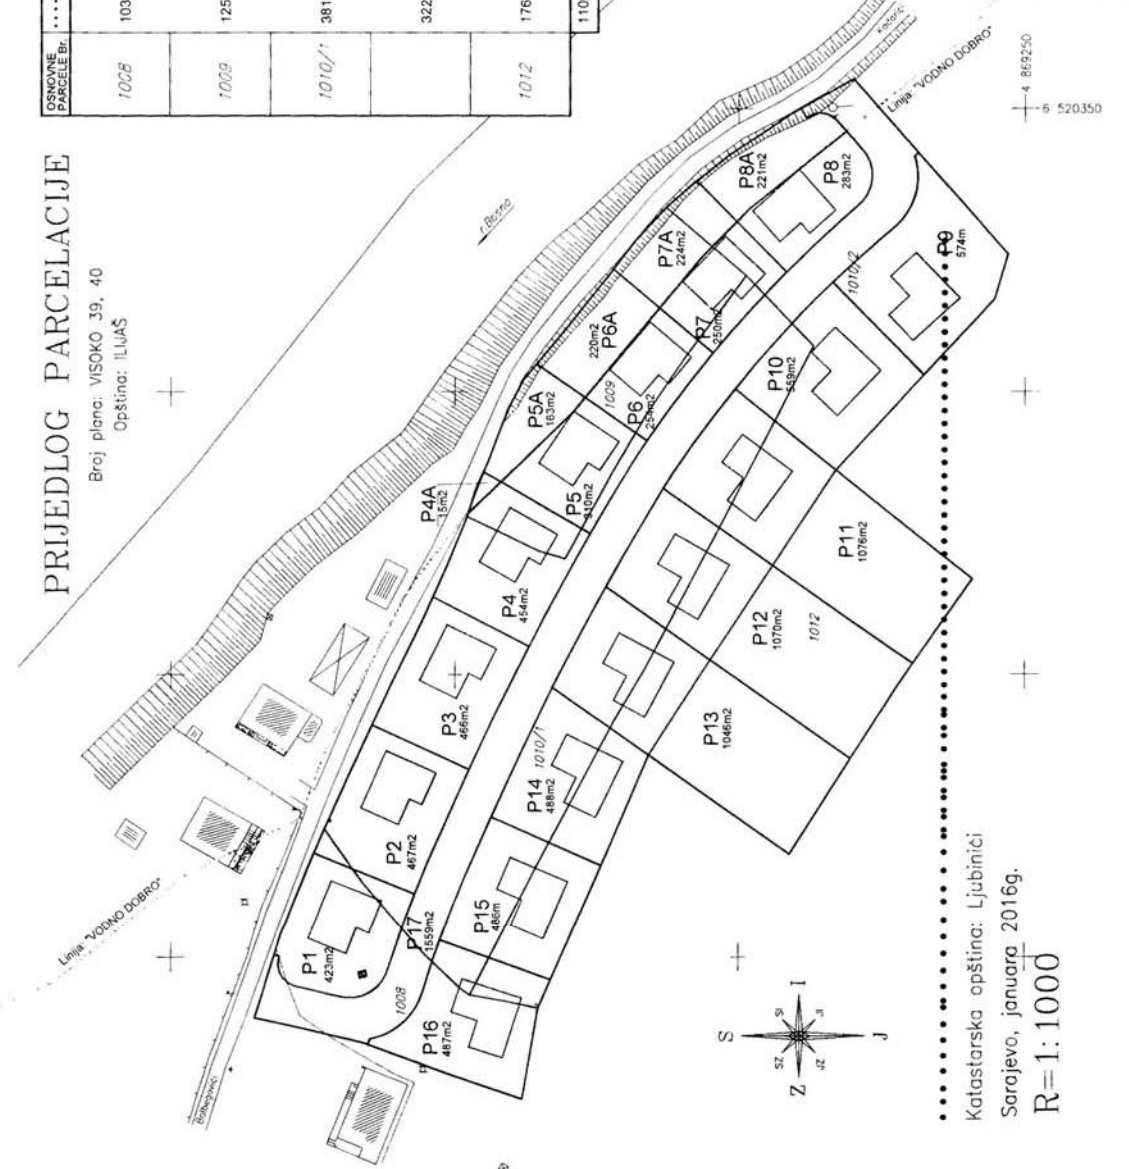 OSNOVNE
PARCELE Br.
1008
103
1009
125
1010/1
381
322
1012
176
110
PRIJEDLOG PARCELACIJE
Broj plana: VISOKO 39, 40
Opština: ILIJAŠ
r.Bosna
Linija: "VODNO DOBRO"
4 869250
6 520350
P8A
221m2
P8
283m2
P7A
224m2
P7
250m2
P9
574m
1010/2
220m2
P6A
1009
P6
254m2
P10
559m2
P5A
163m2
P5
310m2
P4A
15m2
P4
454m2
P11
1076m2
P12
1070m2
1012
P3
466m2
P13
1046m2
P2
467m2
P14
488m2
1010/1
P1
423m2
P17
1559m2
P15
486m
1008
P16
487m2
Linija: "VODNO DOBRO"
S
SI
I
JI
J
JZ
Z
SZ
Katastarska opština: Ljubinići
Sarajevo, januara 2016g.
R=1:1000